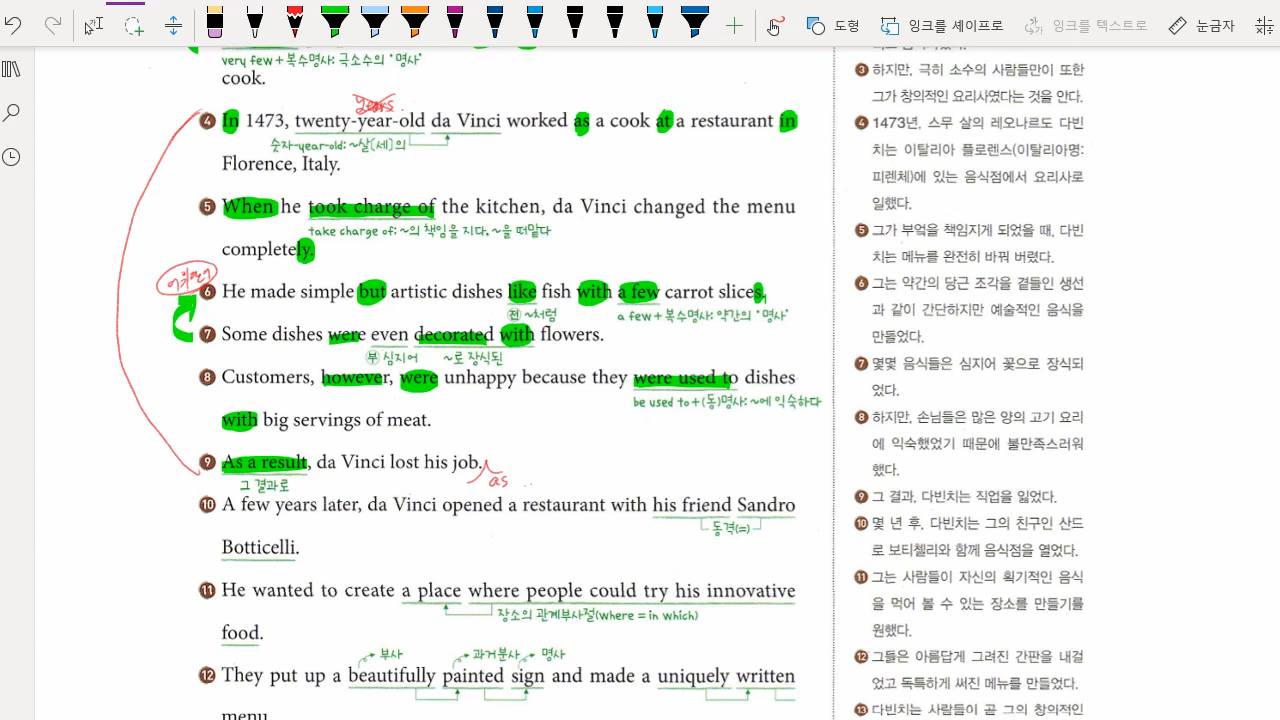 도형
잉크를 셰이프로
잉크를 텍스트로
눈금자
very few + 복수명사: 극소수의 '명사'
cook.
years
4 In 1473, twenty-year-old da Vinci worked as a cook at a restaurant in
숫자-year-old: ~살[세]의
Florence, Italy.
5 When he took charge of the kitchen, da Vinci changed the menu
take charge of: ~의 책임을 지다, ~을 떠맡다
completely.
6 He made simple but artistic dishes like fish with a few carrot slices.
전 ~처럼
a few + 복수명사: 약간의 '명사'
7 Some dishes were even decorated with flowers.
부 심지어
~로 장식된
8 Customers, however, were unhappy because they were used to dishes
be used to+(동)명사: ~에 익숙하다
with big servings of meat.
9 As a result, da Vinci lost his job.
그 결과로
as
10 A few years later, da Vinci opened a restaurant with his friend Sandro
동격(=)
Botticelli.
11 He wanted to create a place where people could try his innovative
장소의 관계부사절(where = in which)
food.
부사
과거분사
명사
12 They put up a beautifully painted sign and made a uniquely written
menu.
3 하지만, 극히 소수의 사람들만이 또한
그가 창의적인 요리사였다는 것을 안다.
4 1473년, 스무 살의 레오나르도 다빈
치는 이탈리아 플로렌스(이탈리아명:
피렌체)에 있는 음식점에서 요리사로
일했다.
5 그가 부엌을 책임지게 되었을 때, 다빈
치는 메뉴를 완전히 바꿔 버렸다.
6 그는 약간의 당근 조각을 곁들인 생선
과 같이 간단하지만 예술적인 음식을
만들었다.
7 몇몇 음식들은 심지어 꽃으로 장식되
었다.
8 하지만, 손님들은 많은 양의 고기 요리
에 익숙했었기 때문에 불만족스러워
했다.
9 그 결과, 다빈치는 직업을 잃었다.
10 몇 년 후, 다빈치는 그의 친구인 산드
로 보티첼리와 함께 음식점을 열었다.
11 그는 사람들이 자신의 획기적인 음식
을 먹어 볼 수 있는 장소를 만들기를
원했다.
12 그들은 아름답게 그려진 간판을 내걸
었고 독특하게 써진 메뉴를 만들었다.
13 다빈치는 사람들이 곧 그의 창의적인